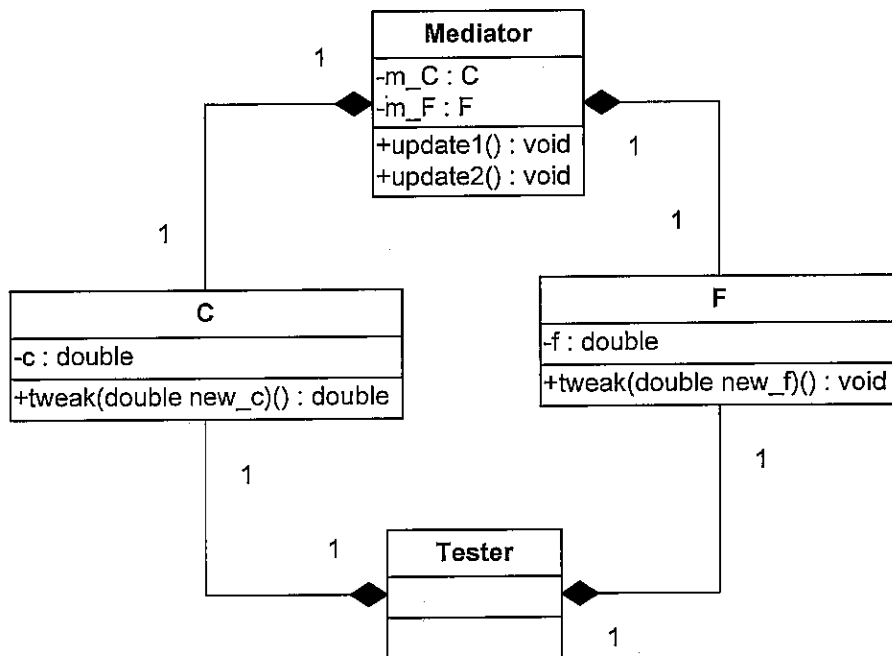 Mediator
1
-m_C : C
-m_F : F
+update1() : void
+update2() : void
1
1
1
C
-c : double
+tweak(double new_c)() : double
F
-f : double
+tweak(double new_f)() : void
1
1
1
Tester
1